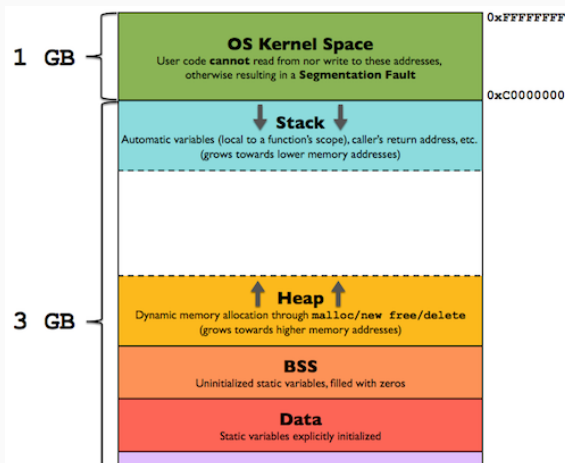 0xFFFFFFFF
1 GB
OS Kernel Space
User code cannot read from nor write to these addresses,
otherwise resulting in a Segmentation Fault
0xC0000000
Stack
Automatic variables (local to a function's scope), caller's return address, etc.
(grows towards lower memory addresses)
3 GB
Heap
Dynamic memory allocation through malloc/new free/delete
(grows towards higher memory addresses)
BSS
Uninitialized static variables, filled with zeros
Data
Static variables explicitly initialized